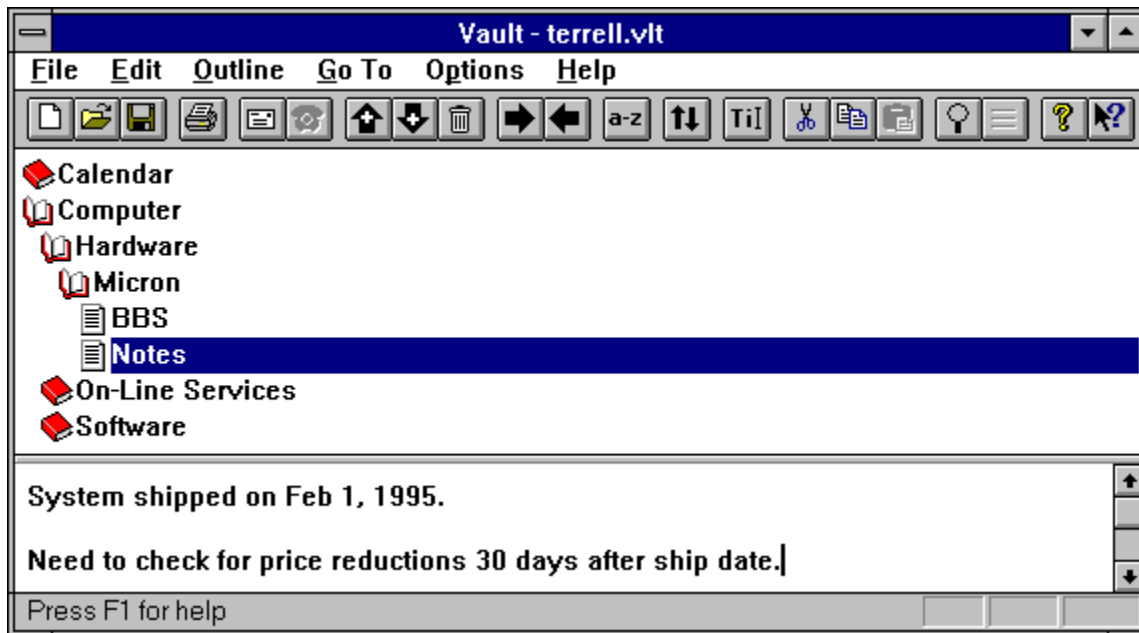 Vault - terrell.vlt
File Edit Outline Go To Options Help
a-z TiI ? ?
Calendar
Computer
Hardware
Micron
BBS
Notes
On-Line Services
Software
System shipped on Feb 1, 1995.
Need to check for price reductions 30 days after ship date.
Press F1 for help